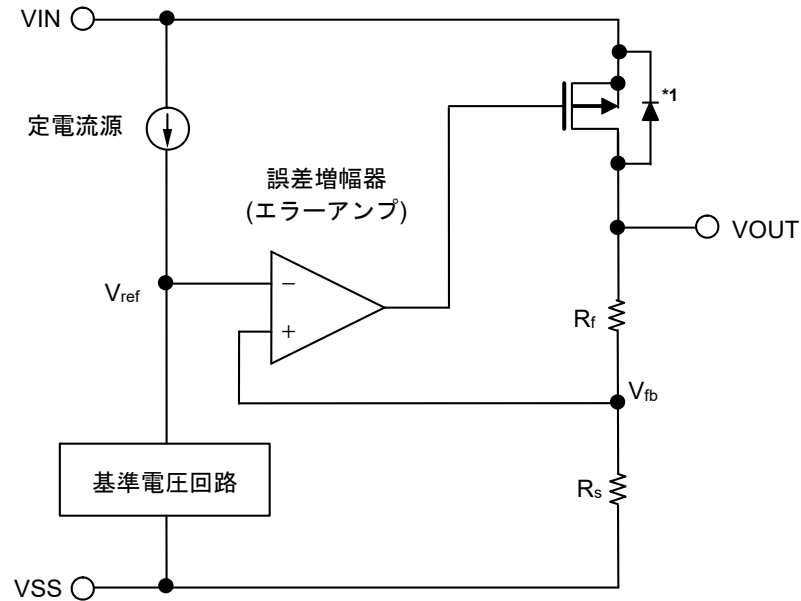 VIN
*1
定電流源
誤差増幅器
(エラーアンプ)
VOUT
Vref
−
+
Rf
Vfb
基準電圧回路
Rs
VSS